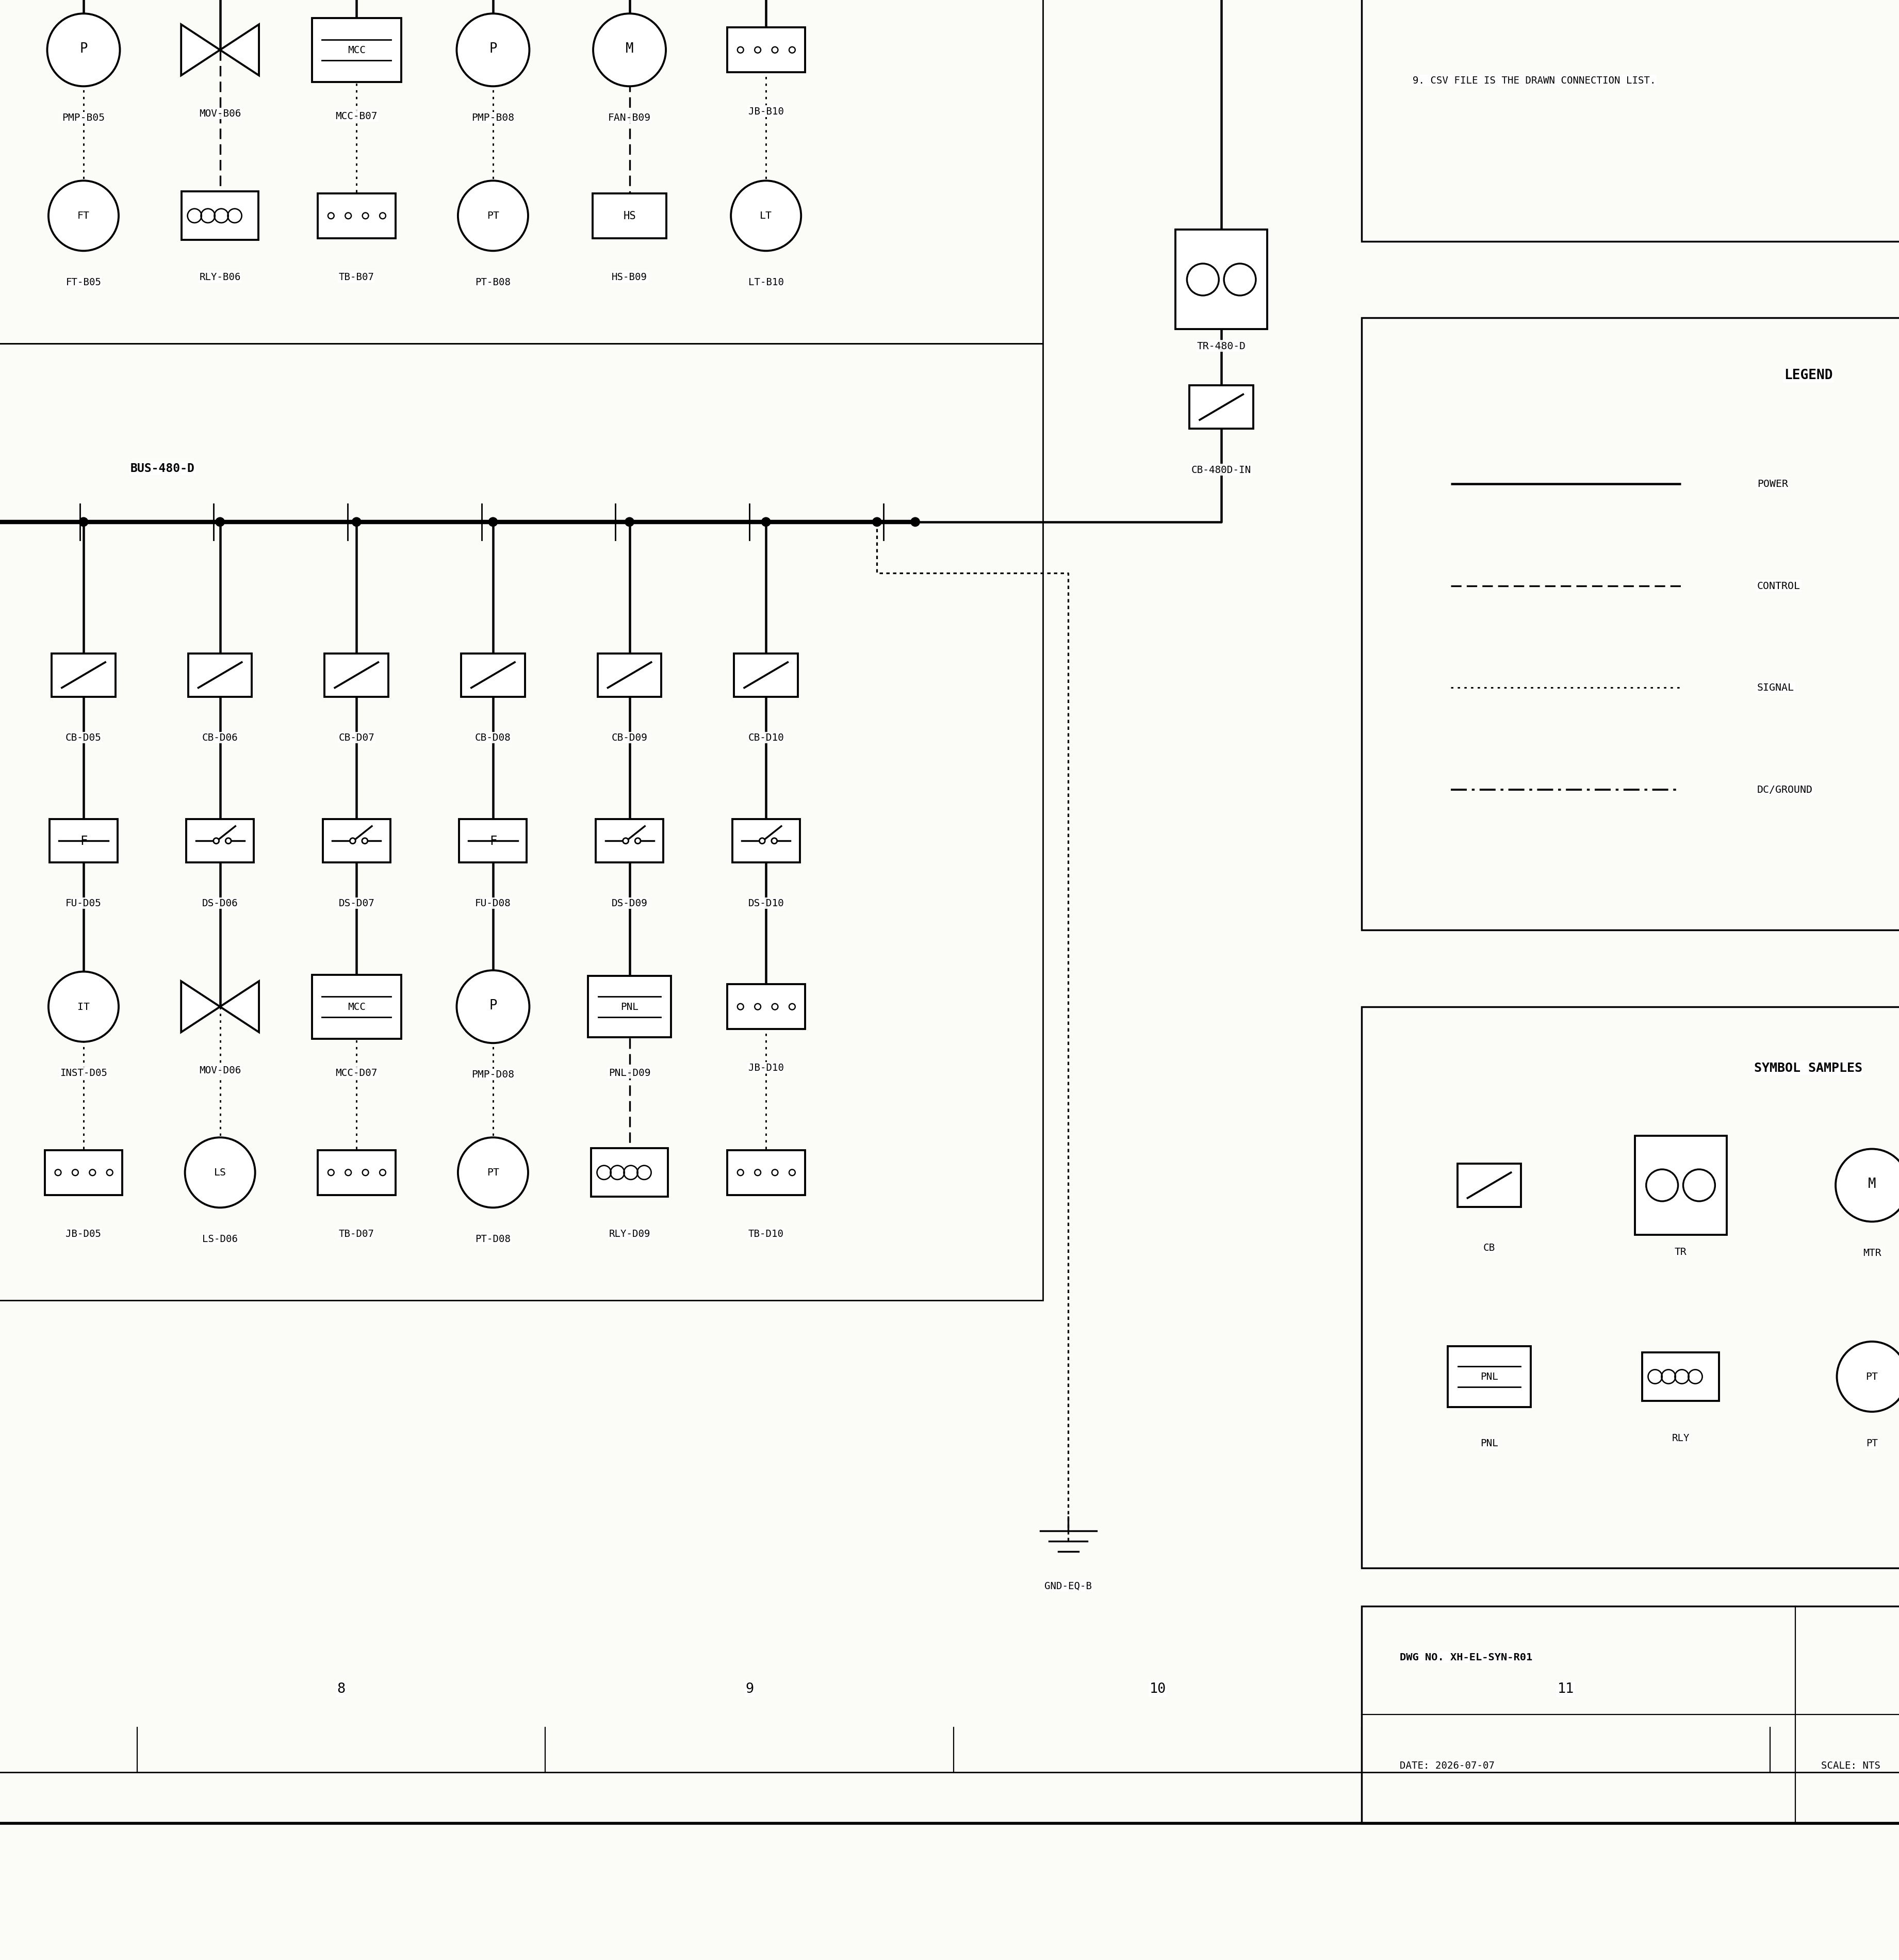 P
MCC
P
M
PMP-B05
MOV-B06
MCC-B07
PMP-B08
FAN-B09
JB-B10
9. CSV FILE IS THE DRAWN CONNECTION LIST.
FT
PT
HS
LT
FT-B05
RLY-B06
TB-B07
PT-B08
HS-B09
LT-B10
TR-480-D
CB-480D-IN
BUS-480-D
CB-D05
CB-D06
CB-D07
CB-D08
CB-D09
CB-D10
F
F
FU-D05
DS-D06
DS-D07
FU-D08
DS-D09
DS-D10
IT
MCC
P
PNL
INST-D05
MOV-D06
MCC-D07
PMP-D08
PNL-D09
JB-D10
LS
PT
JB-D05
LS-D06
TB-D07
PT-D08
RLY-D09
TB-D10
GND-EQ-B
LEGEND
POWER
CONTROL
SIGNAL
DC/GROUND
SYMBOL SAMPLES
M
CB
TR
MTR
PNL
PT
PNL
RLY
PT
DWG NO. XH-EL-SYN-R01
8
9
10
11
DATE: 2026-07-07
SCALE: NTS